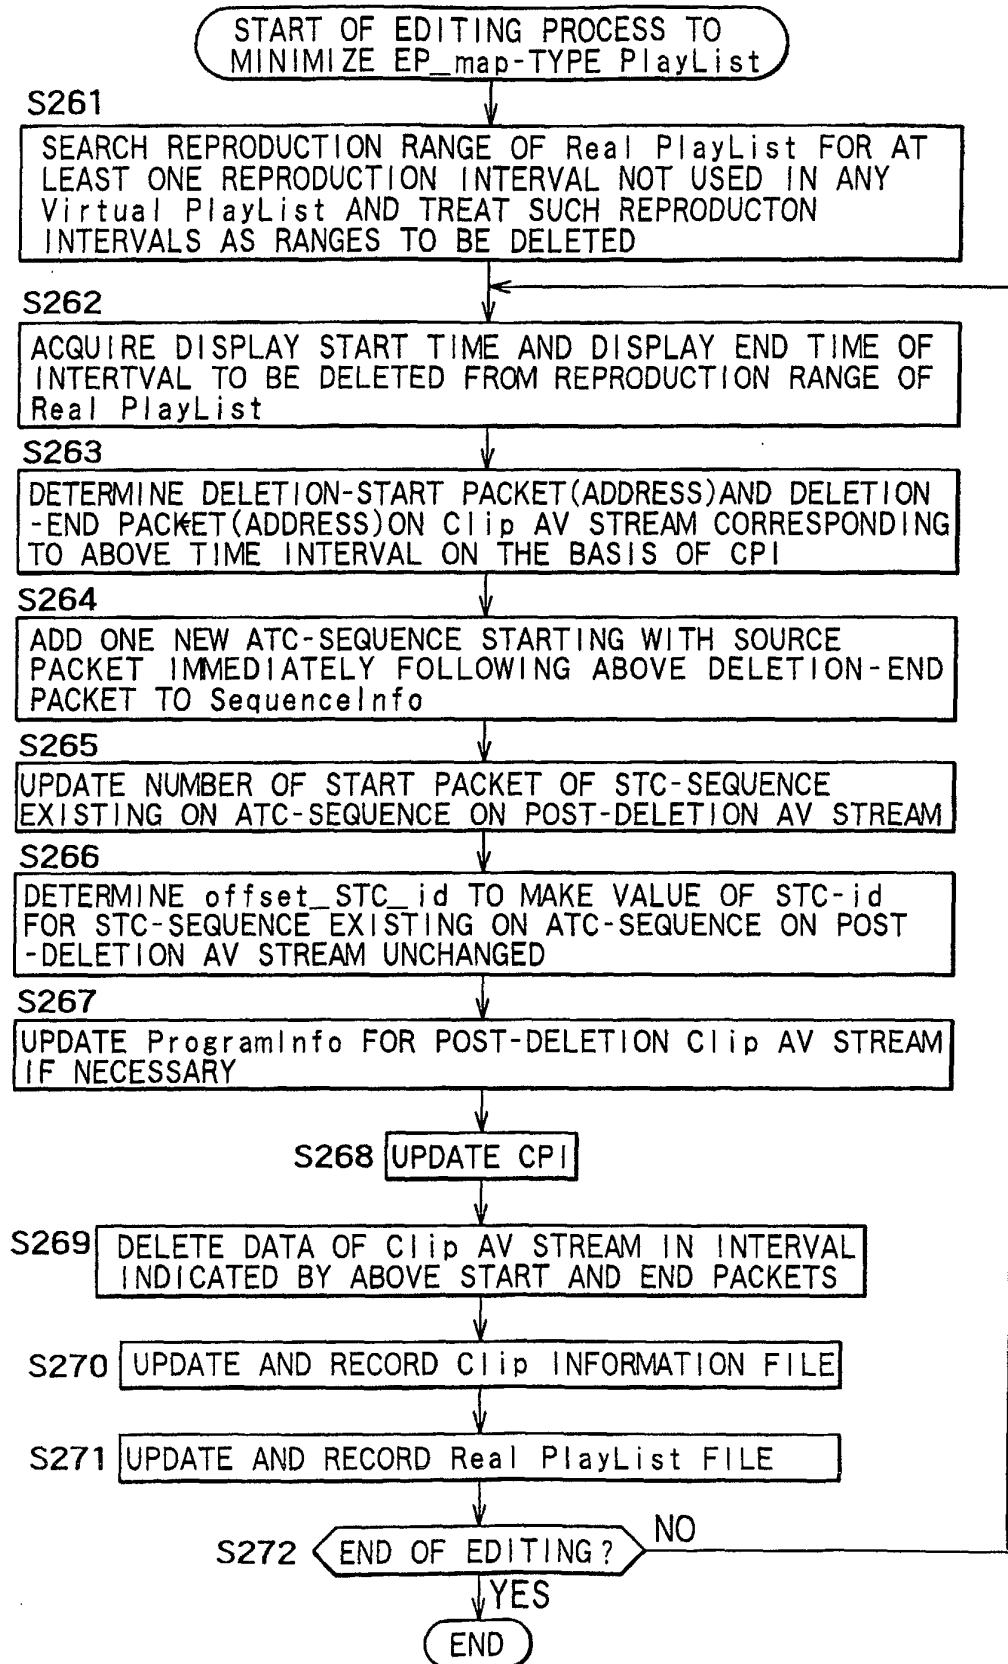 START OF EDITING PROCESS TO
MINIMIZE EP_map-TYPE PlayList
S261
SEARCH REPRODUCTION RANGE OF Real PlayList FOR AT
LEAST ONE REPRODUCTION INTERVAL NOT USED IN ANY
Virtual PlayList AND TREAT SUCH REPRODUCTON
INTERVALS AS RANGES TO BE DELETED
S262
ACQUIRE DISPLAY START TIME AND DISPLAY END TIME OF
INTERTVAL TO BE DELETED FROM REPRODUCTION RANGE OF
Real PlayList
S263
DETERMINE DELETION-START PACKET(ADDRESS)AND DELETION
-END PACKET(ADDRESS)ON Clip AV STREAM CORRESPONDING
TO ABOVE TIME INTERVAL ON THE BASIS OF CPI
S264
ADD ONE NEW ATC-SEQUENCE STARTING WITH SOURCE
PACKET IMMEDIATELY FOLLOWING ABOVE DELETION-END
PACKET TO SequenceInfo
S265
UPDATE NUMBER OF START PACKET OF STC-SEQUENCE
EXISTING ON ATC-SEQUENCE ON POST-DELETION AV STREAM
S266
DETERMINE offset_STC_id TO MAKE VALUE OF STC-id
FOR STC-SEQUENCE EXISTING ON ATC-SEQUENCE ON POST
-DELETION AV STREAM UNCHANGED
S267
UPDATE ProgramInfo FOR POST-DELETION Clip AV STREAM
IF NECESSARY
S268 UPDATE CPI
S269 DELETE DATA OF Clip AV STREAM IN INTERVAL
INDICATED BY ABOVE START AND END PACKETS
S270 UPDATE AND RECORD Clip INFORMATION FILE
S271 UPDATE AND RECORD Real PlayList FILE
S272 END OF EDITING? NO
YES
END